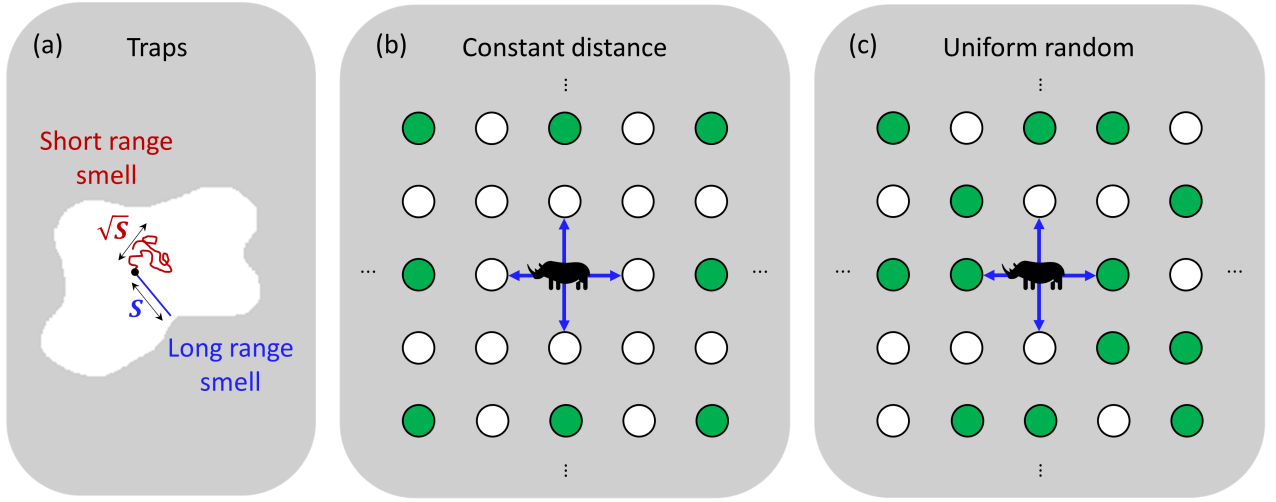 (a)
Traps
Short range
smell
√S
S
Long range
smell
(b)
Constant distance
⋮
...
...
⋮
(c)
Uniform random
⋮
...
...
⋮